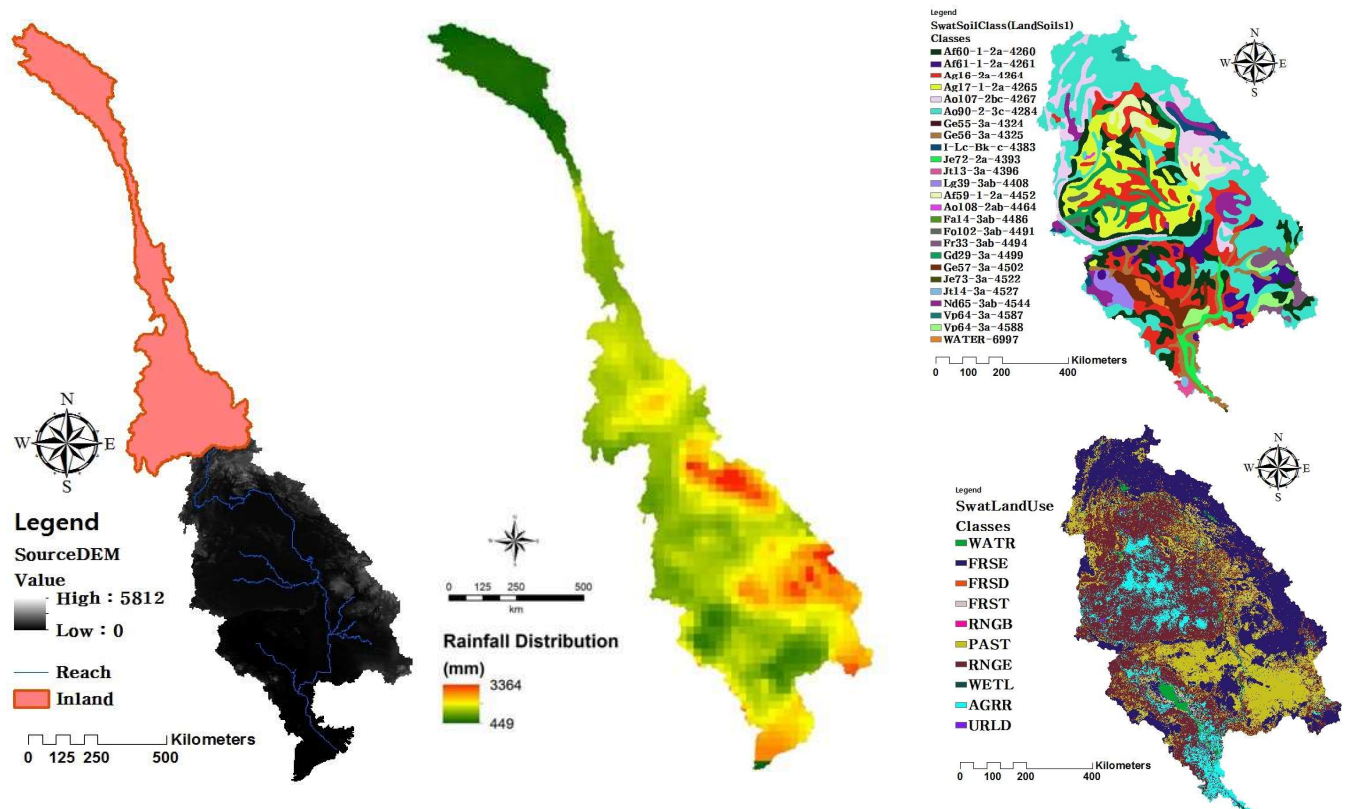 N
W
E
S
Legend
SourceDEM
Value
High : 5812
Low : 0
Reach
Inland
Kilometers
0 125 250 500
0 125 250 500
km
Rainfall Distribution
(mm)
3364
449
Legend
SwatSoilClass(LandSoils1)
Classes
Af60-1-2a-4260
Af61-1-2a-4261
Ag16-2a-4264
Ag17-1-2a-4265
Ao107-2bc-4267
Ao90-2-3c-4284
Ge55-3a-4324
Ge56-3a-4325
I-Lc-Bk-c-4383
Je72-2a-4393
Jt13-3a-4396
Lg39-3ab-4408
Af59-1-2a-4452
Ao108-2ab-4464
Fa14-3ab-4486
Fo102-3ab-4491
Fr33-3ab-4494
Gd29-3a-4499
Ge57-3a-4502
Je73-3a-4522
Jt14-3a-4527
Nd65-3ab-4544
Vp64-3a-4587
Vp64-3a-4588
WATER-6997
Kilometers
0 100 200 400
N
W
E
S
Legend
SwatLandUse
Classes
WATR
FRSE
FRSD
FRST
RNGB
PAST
RNGE
WETL
AGRR
URLD
Kilometers
0 100 200 400
N
W
E
S